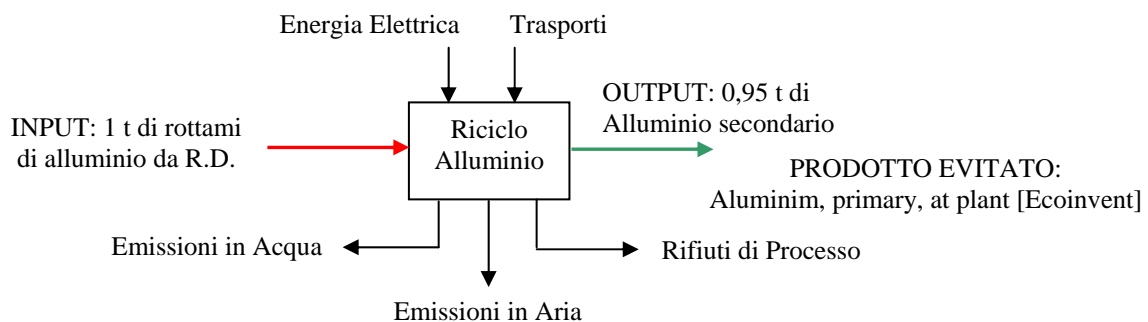 Energia Elettrica
Trasporti
INPUT: 1 t di rottami
di alluminio da R.D.
Riciclo
Alluminio
OUTPUT: 0,95 t di
Alluminio secondario
PRODOTTO EVITATO:
Aluminim, primary, at plant [Ecoinvent]
Emissioni in Acqua
Rifiuti di Processo
Emissioni in Aria